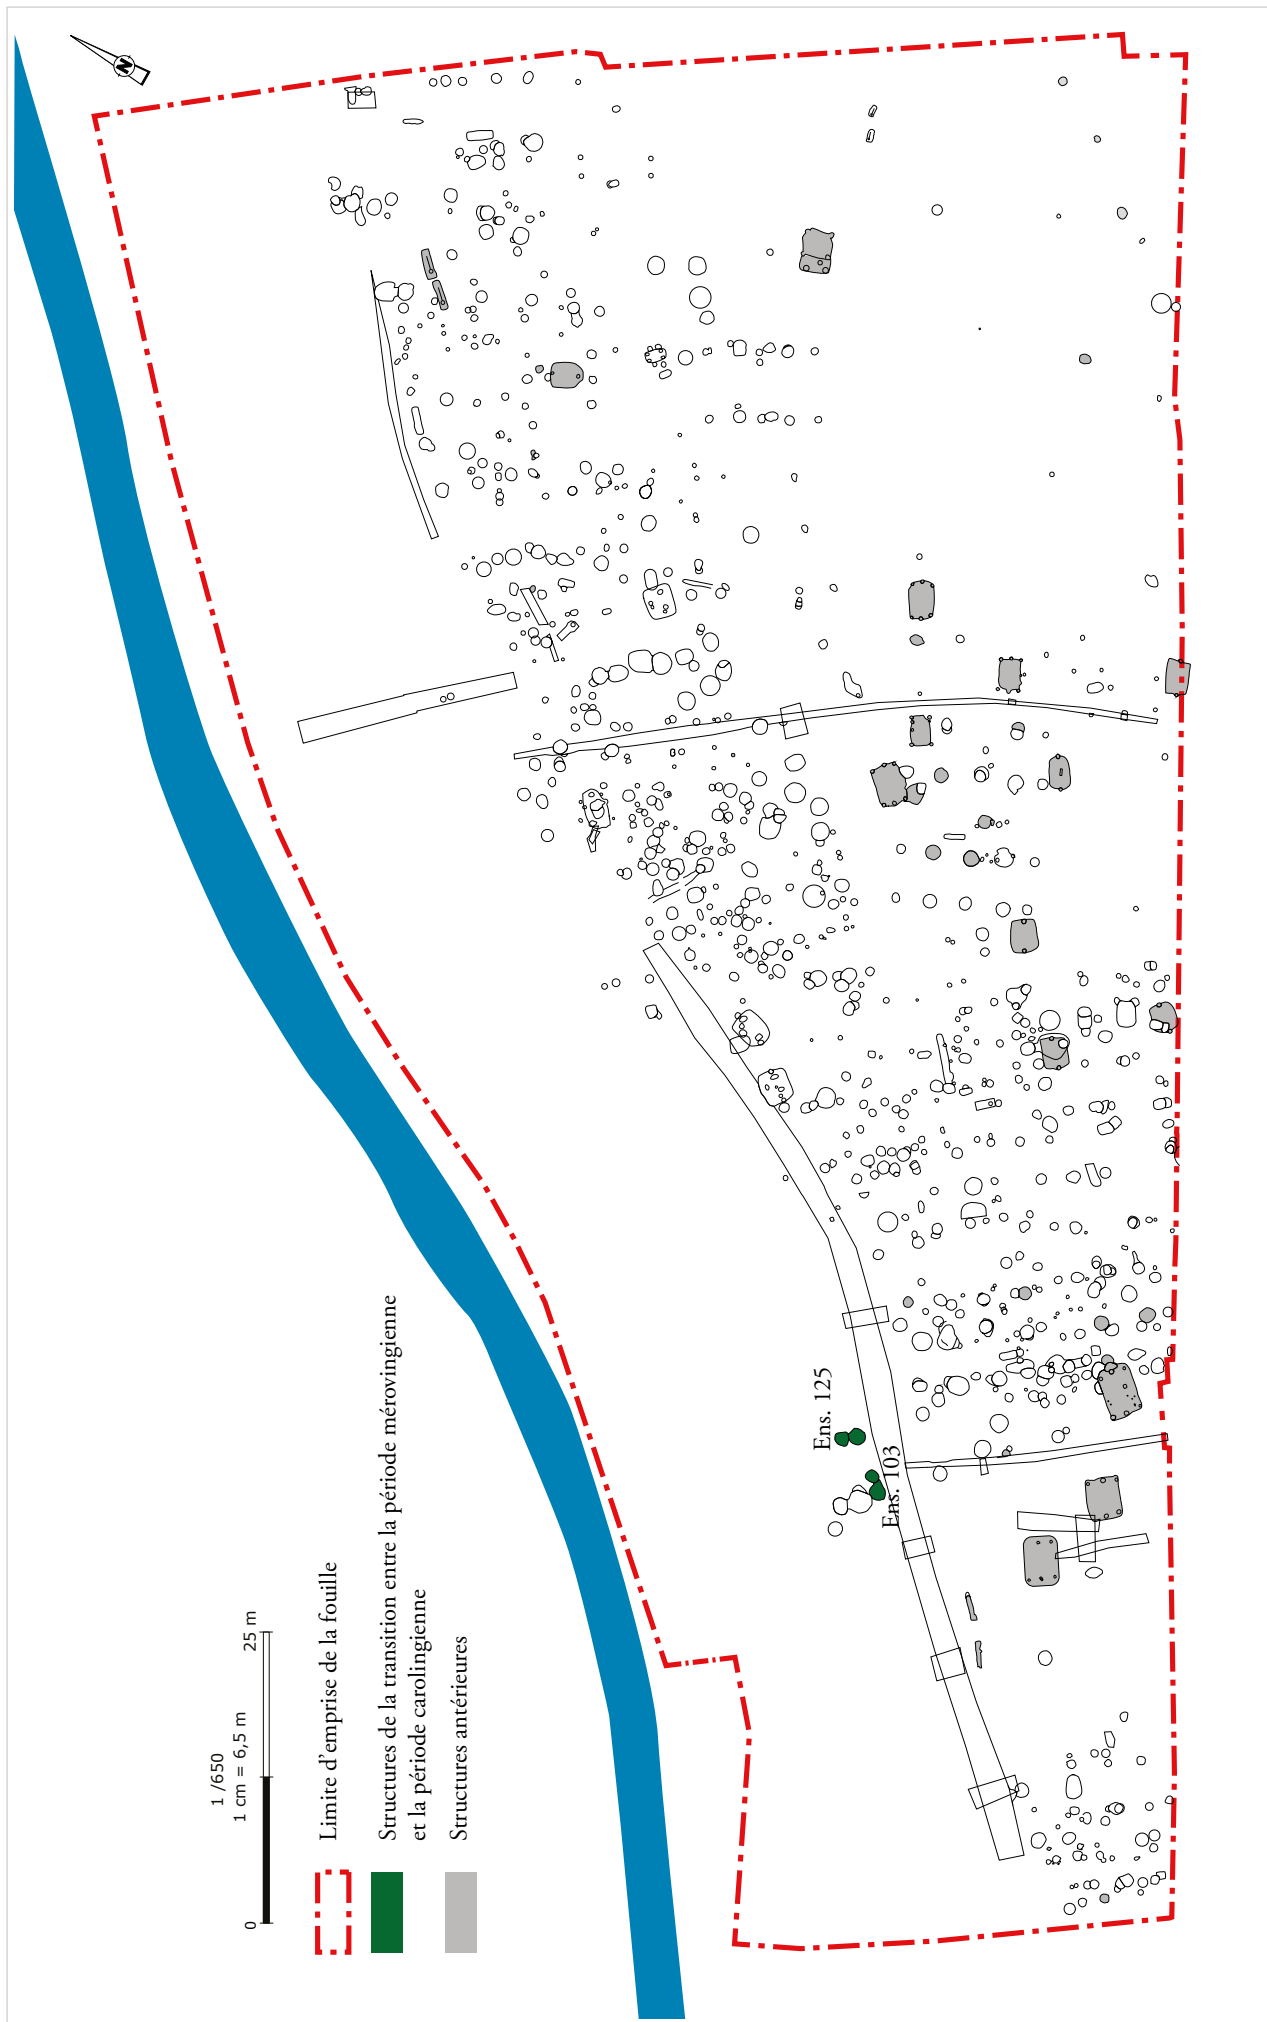 N
Ens. 125
Ens. 103
1 /650
1 cm = 6,5 m
0
25 m
Limite d'emprise de la fouille
Structures de la transition entre la période mérovingienne
et la période carolingienne
Structures antérieures